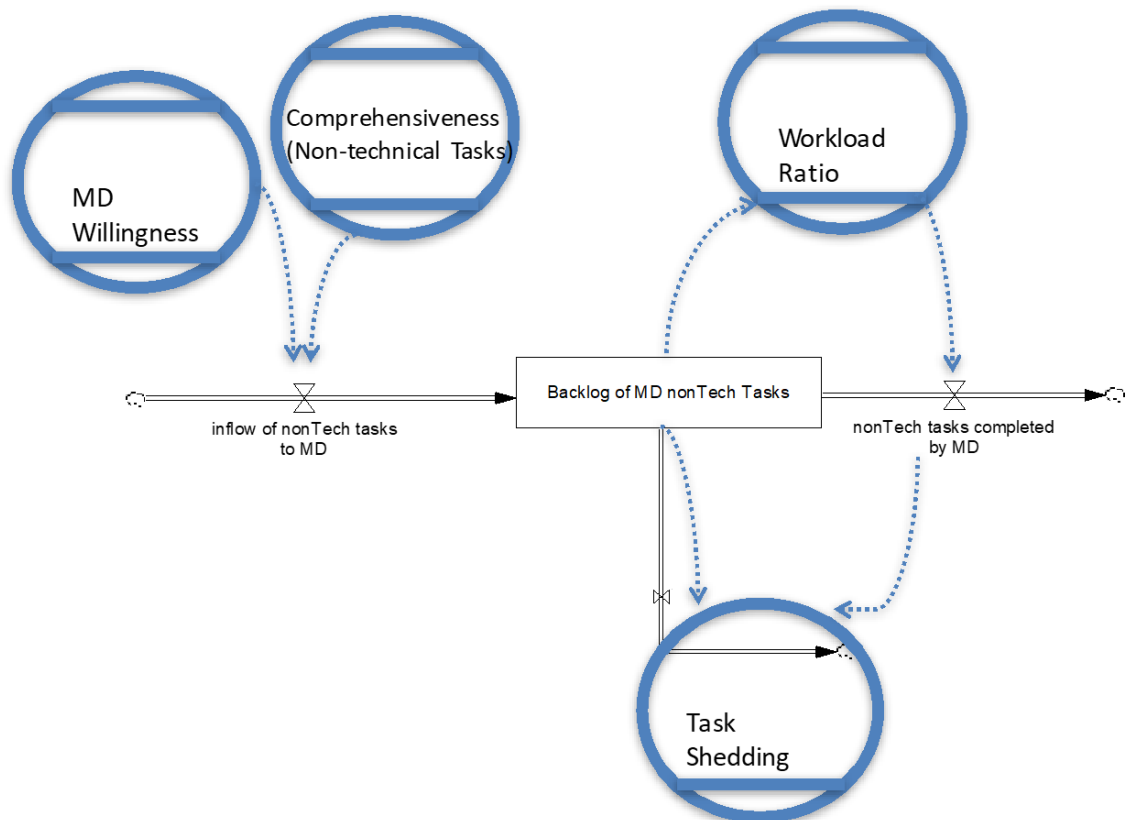 Comprehensiveness
(Non-technical Tasks)
MD
Willingness
Workload
Ratio
Backlog of MD nonTech Tasks
inflow of nonTech tasks
to MD
nonTech tasks completed
by MD
Task
Shedding